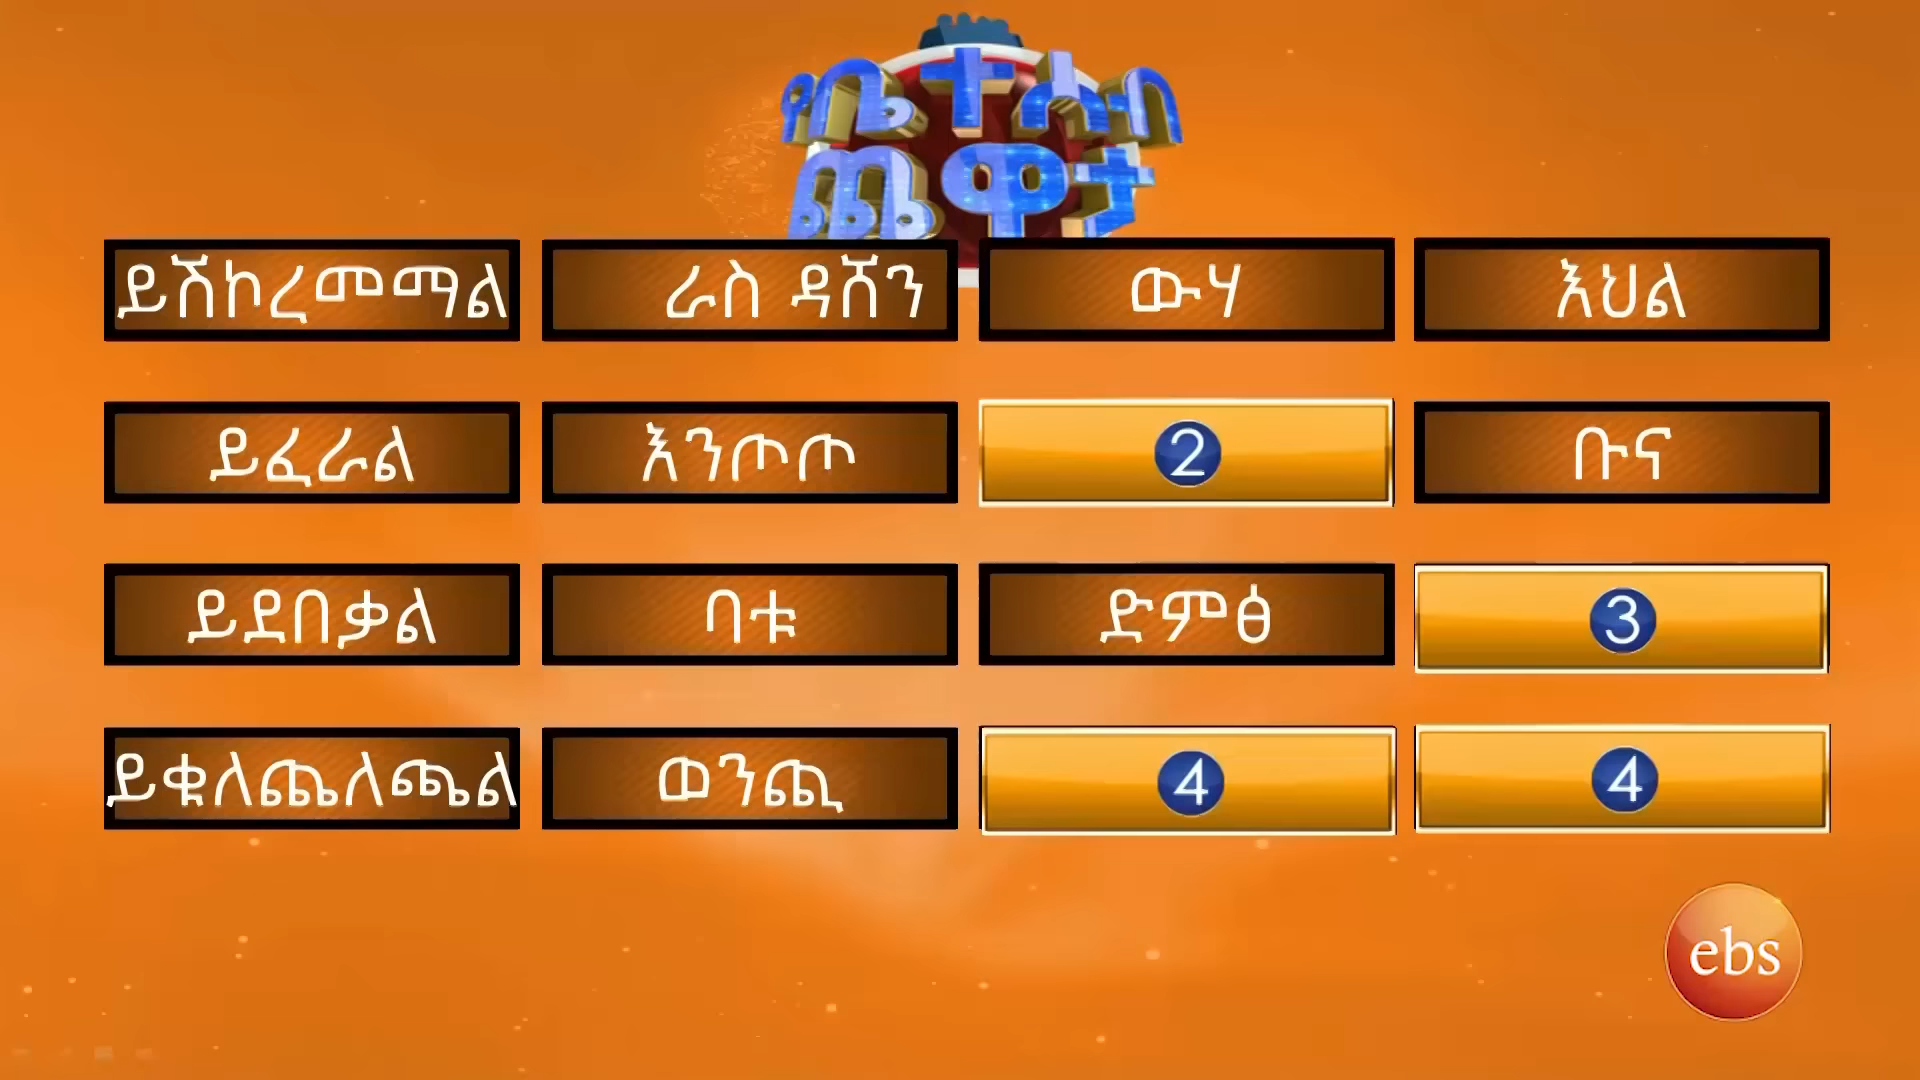 የቤተሰብ
ጨዋታ
ይሽኮረመማል ራስ ዳሸን ውሃ እህል
ይፈራል እንጦጦ 2 ቡና
ይደበቃል ባቱ ድምፅ 3
ይቁለጨለጫል ወንጪ 4 4
ebs